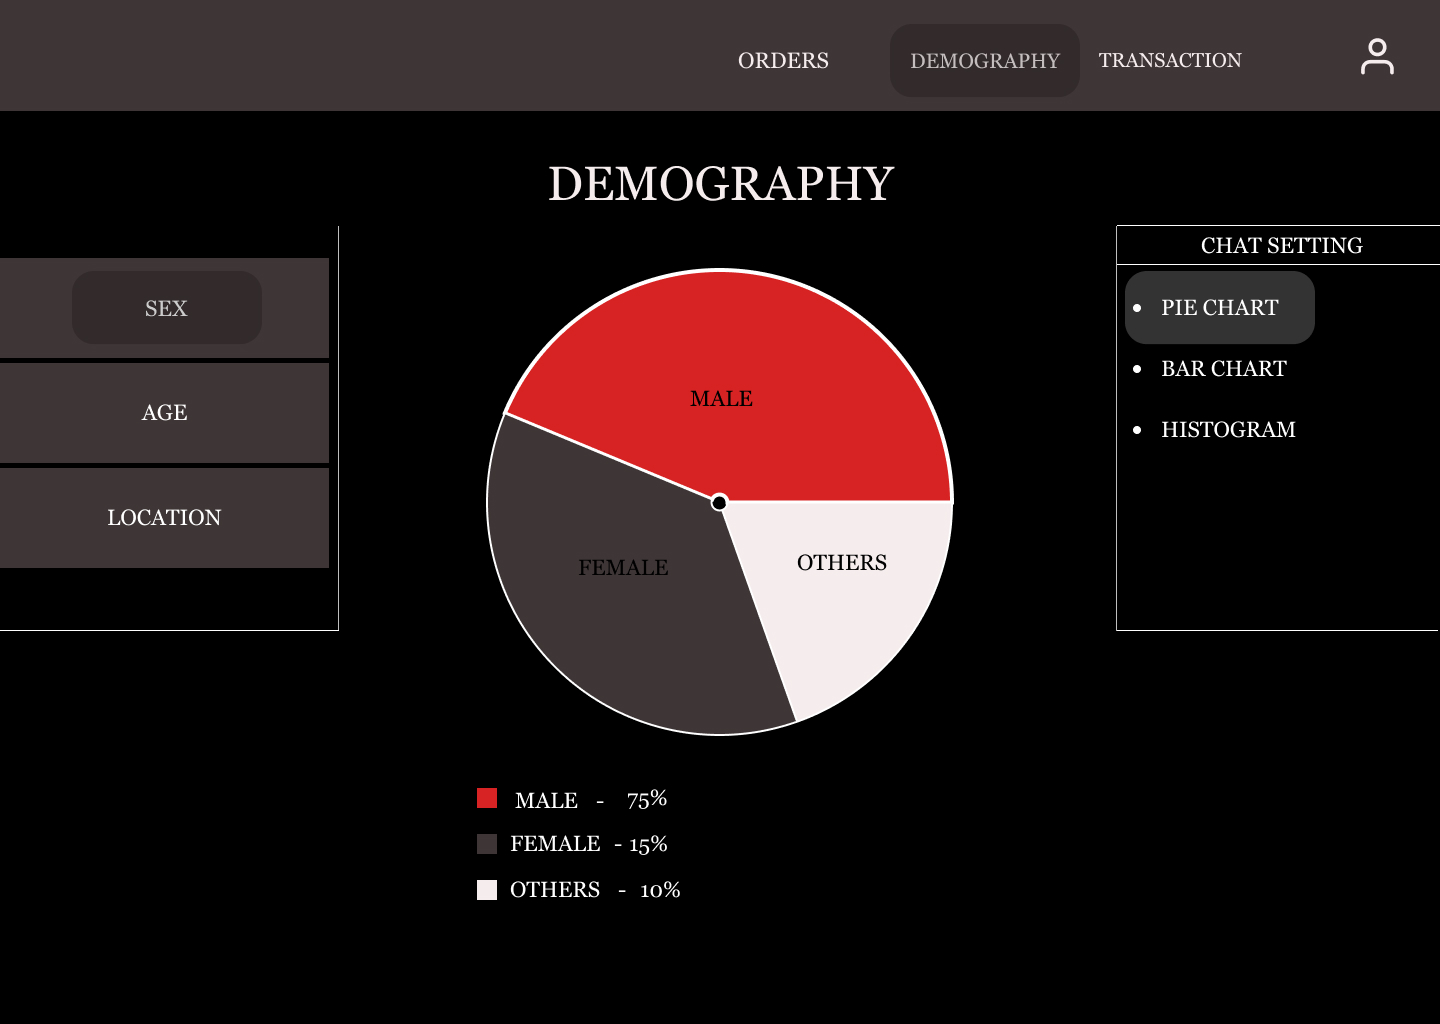 ORDERS
DEMOGRAPHY
TRANSACTION
DEMOGRAPHY
SEX
AGE
LOCATION
MALE
FEMALE
OTHERS
MALE - 75%
FEMALE - 15%
OTHERS - 10%
CHAT SETTING
PIE CHART
BAR CHART
HISTOGRAM